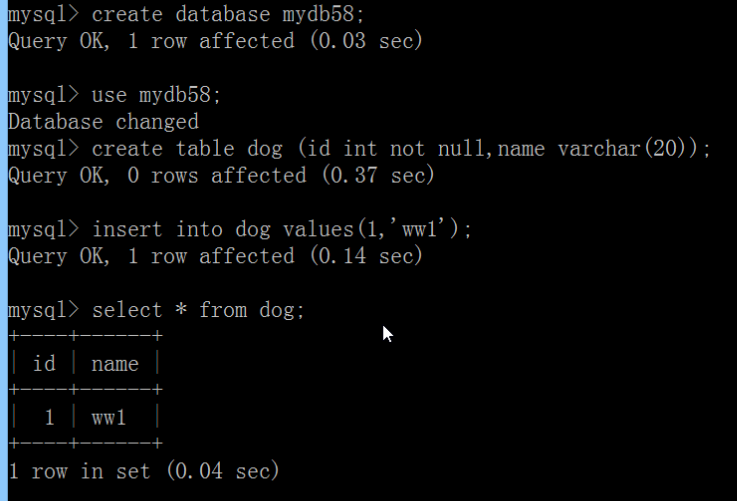 mysql> create database mydb58;
Query OK, 1 row affected (0.03 sec)
mysql> use mydb58;
Database changed
mysql> create table dog (id int not null,name varchar(20));
Query OK, 0 rows affected (0.37 sec)
mysql> insert into dog values(1,'ww1');
Query OK, 1 row affected (0.14 sec)
mysql> select * from dog;
+----+------+
| id | name |
+----+------+
|  1 | ww1  |
+----+------+
1 row in set (0.04 sec)